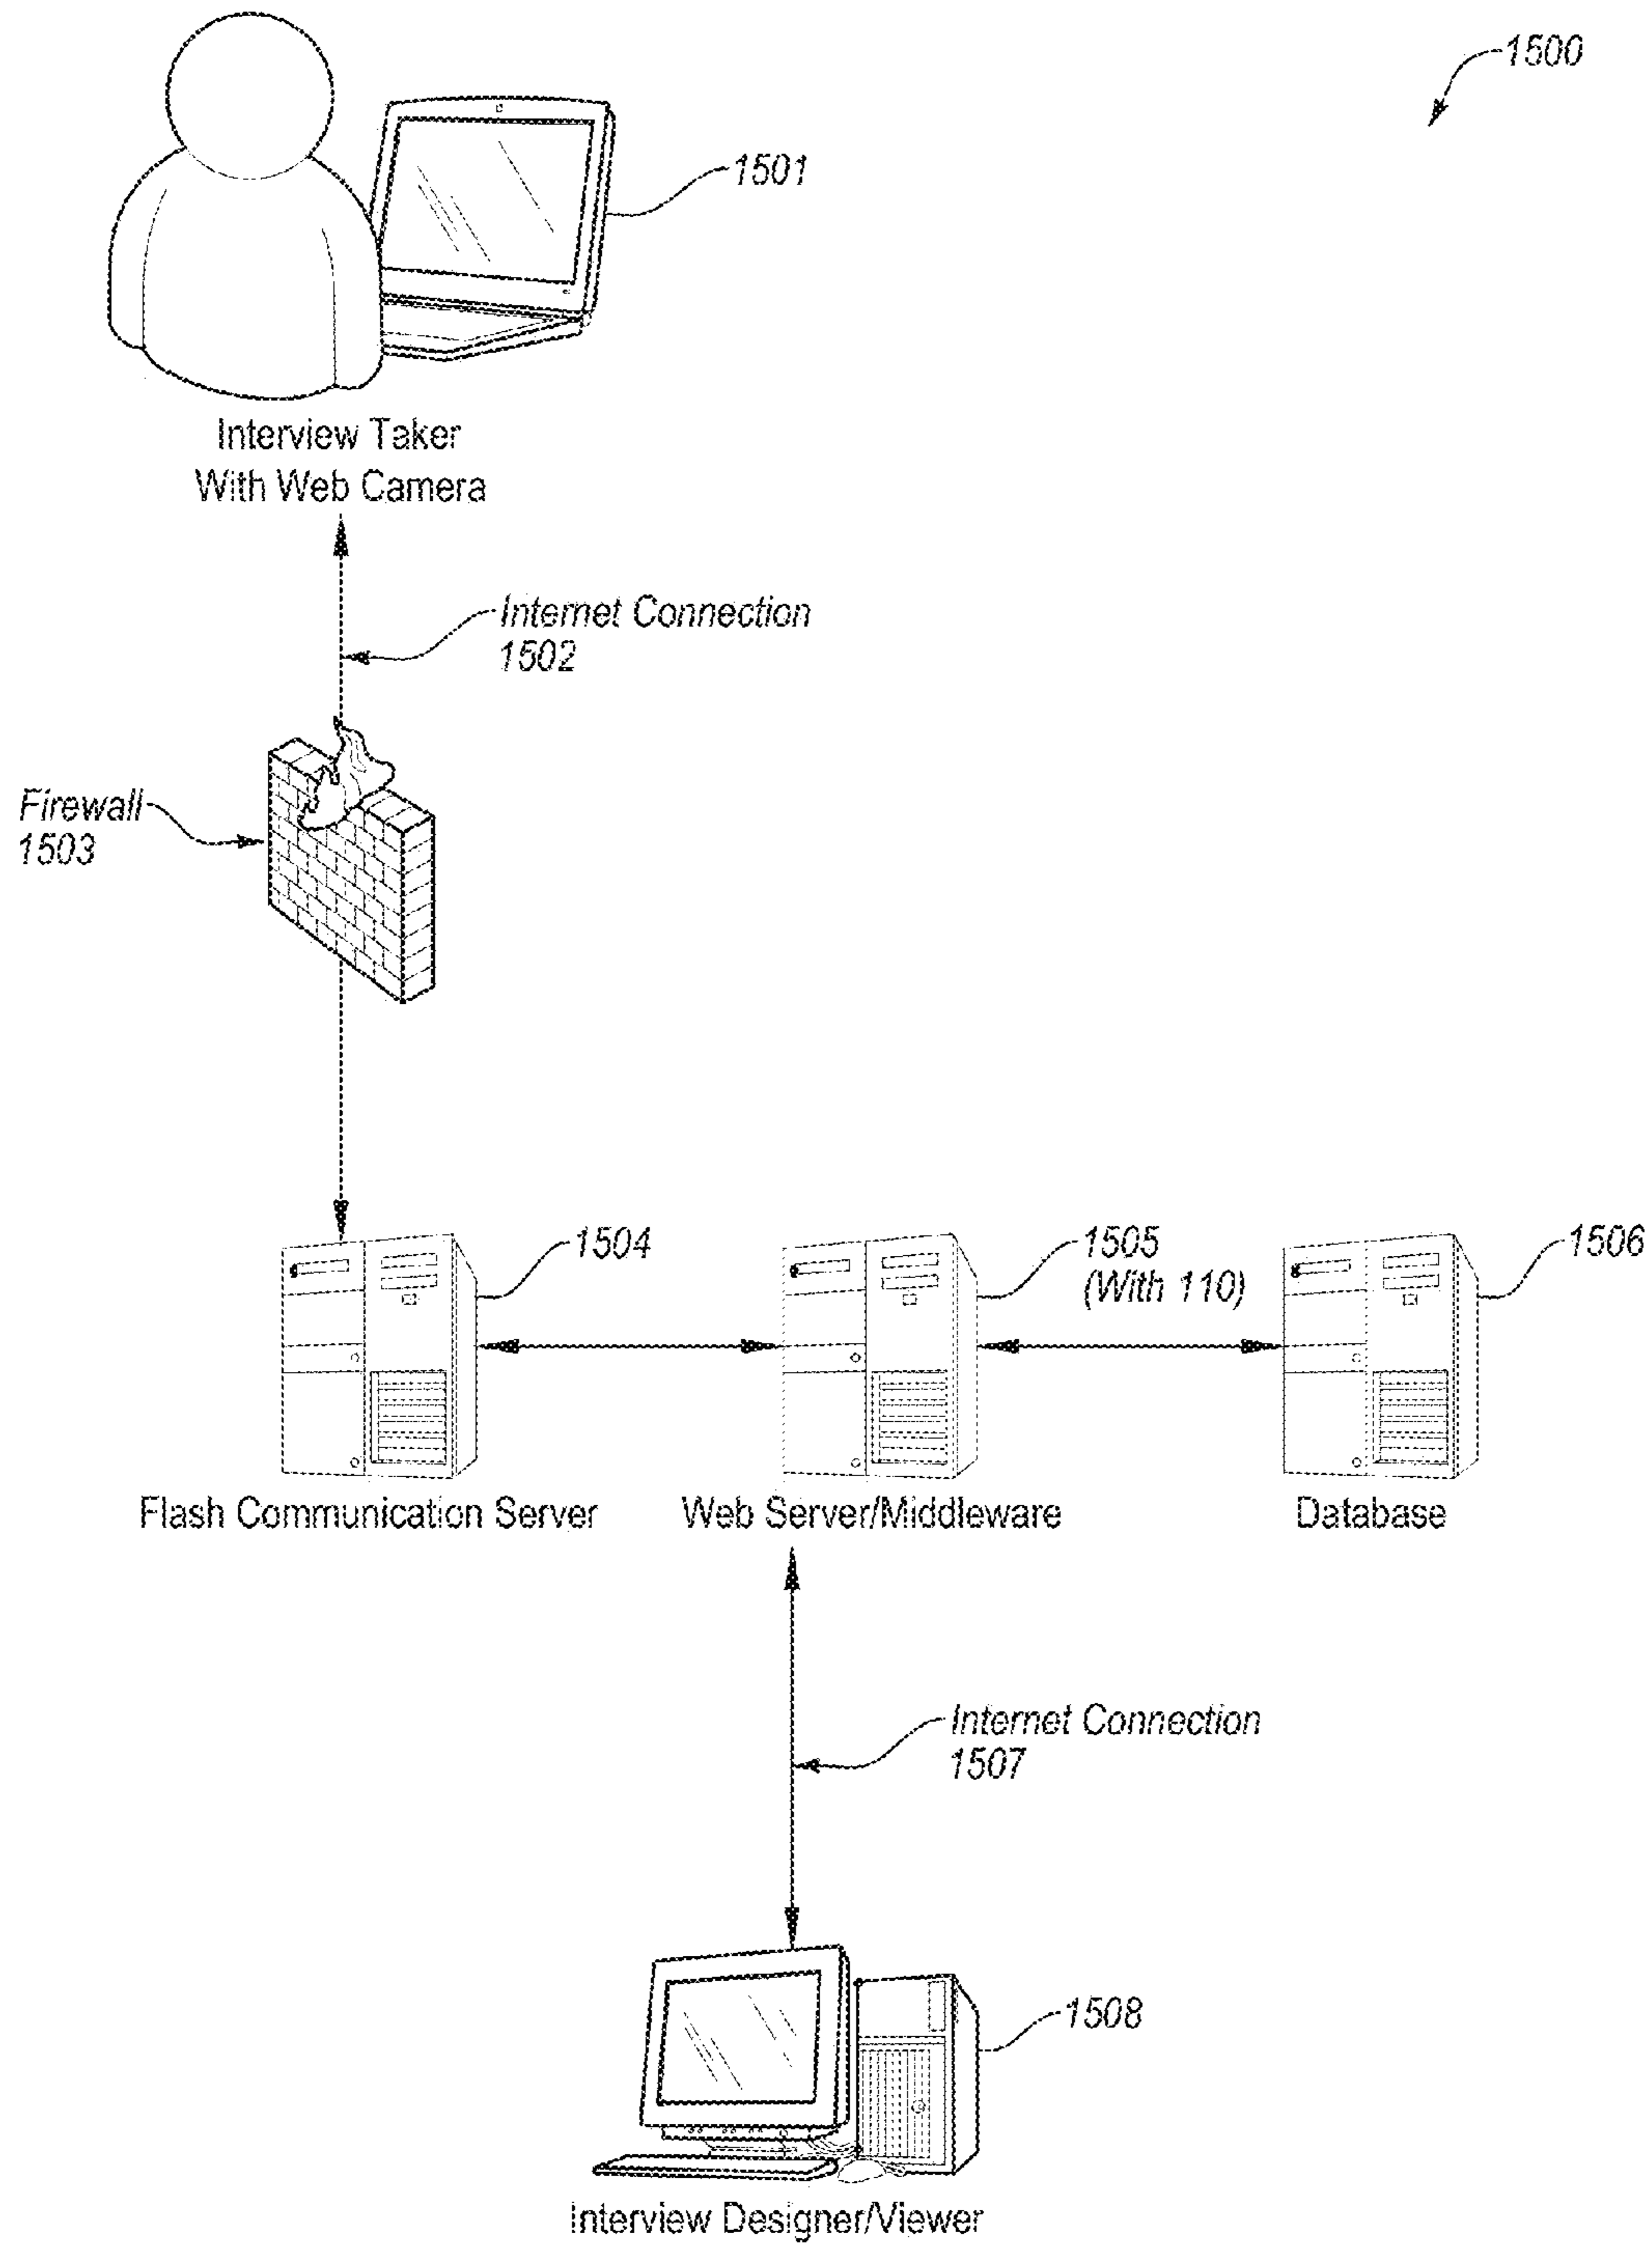 1500
1501
Interview Taker
With Web Camera
Internet Connection
1502
Firewall
1503
1504
1505
(With 110)
1506
Flash Communication Server
Web Server/Middleware
Database
Internet Connection
1507
1508
Interview Designer/Viewer